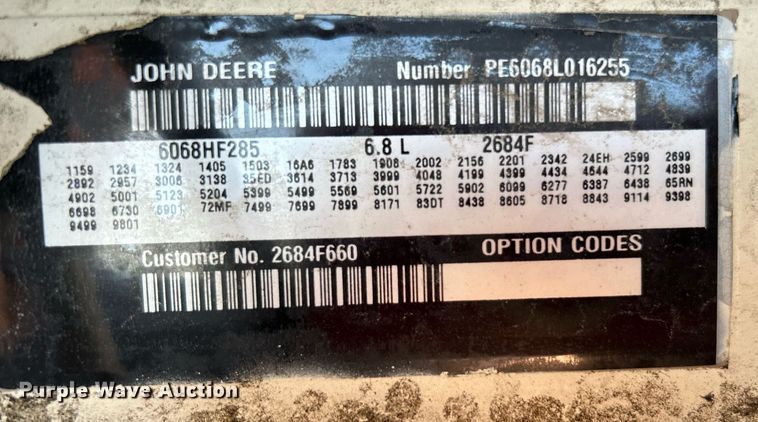 JOHN DEERE Number PE6068L016255
6068HF285 6.8 L 2684F
1159 1234 1324 1405 1503 16A6 1783 1908 2002 2156 2201 2342 24EH 2599 2699
2892 2957 3006 3138 35ED 3614 3713 3999 4048 4199 4399 4434 4644 4712 4839
4902 5001 5123 5204 5399 5499 5569 5601 5722 5902 6099 6277 6387 6438 65RN
6698 6730 6901 72MF 7499 7699 7899 8171 83DT 8438 8605 8718 8843 9114 9398
9499 9801
Customer No. 2684F660 OPTION CODES
Purple Wave Auction